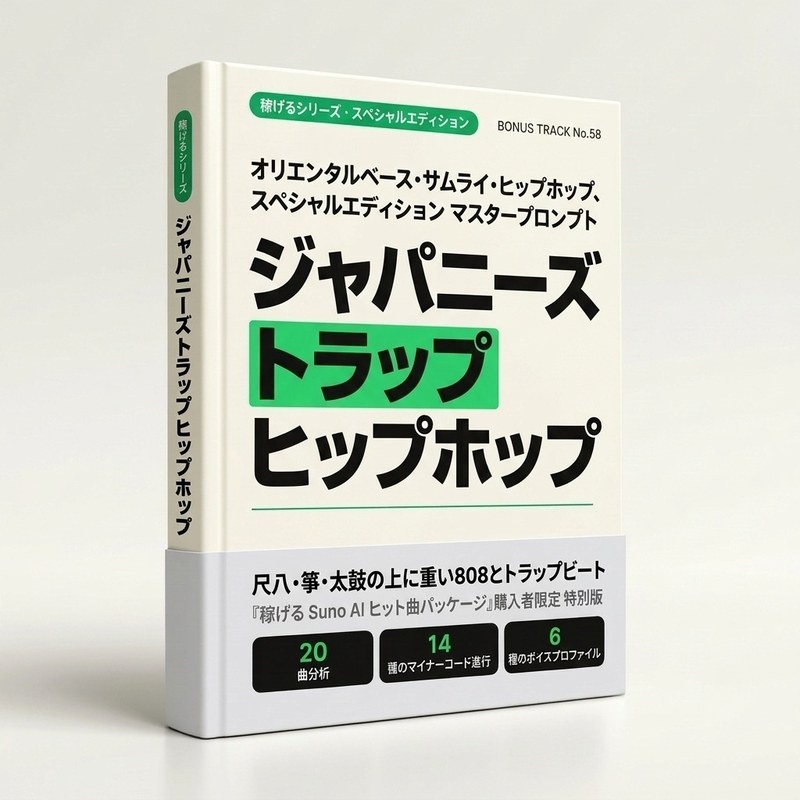 稼げるシリーズ・スペシャルエディション
BONUS TRACK No.58
オリエンタルベース・サムライ・ヒップホップ、
スペシャルエディション マスタープロンプト
ジャパニーズ
トラップ
ヒップホップ
尺八・箏・太鼓の上に重い808とトラップビート
『稼げる Suno AI ヒット曲パッケージ』購入者限定 特別版
20
曲分析
14
種のマイナーコード進行
6
種のボイスプロファイル
稼げるシリーズ
ジャパニーズトラップヒップホップ